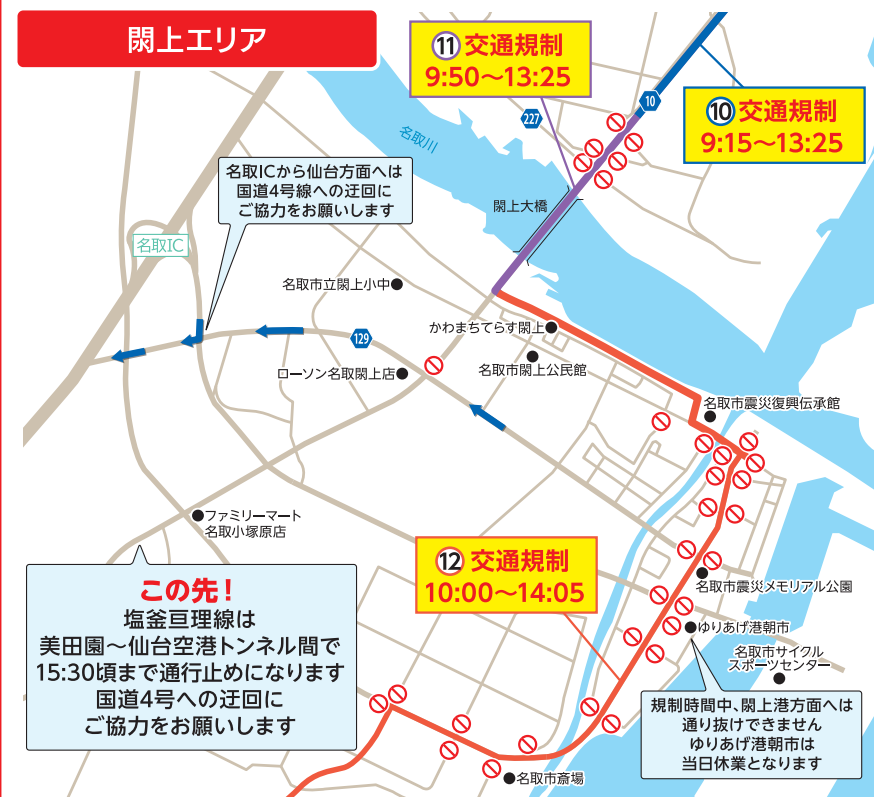 閖上エリア
⑪交通規制
9:50～13:25
10
227
⑩交通規制
9:15～13:25
名取川
名取ICから仙台方面へは
国道4号線への迂回に
ご協力をお願いします
閖上大橋
名取IC
名取市立閖上小中
かわまちてらす閖上
129
名取市閖上公民館
ローソン名取閖上店
名取市震災復興伝承館
ファミリーマート
名取小塚原店
⑫交通規制
10:00～14:05
この先！
塩釜亘理線は
美田園～仙台空港トンネル間で
15:30頃まで通行止めになります
国道4号への迂回に
ご協力をお願いします
名取市震災メモリアル公園
ゆりあげ港朝市
名取市サイクル
スポーツセンター
規制時間中、閖上港方面へは
通り抜けできません
ゆりあげ港朝市は
当日休業となります
名取市斎場